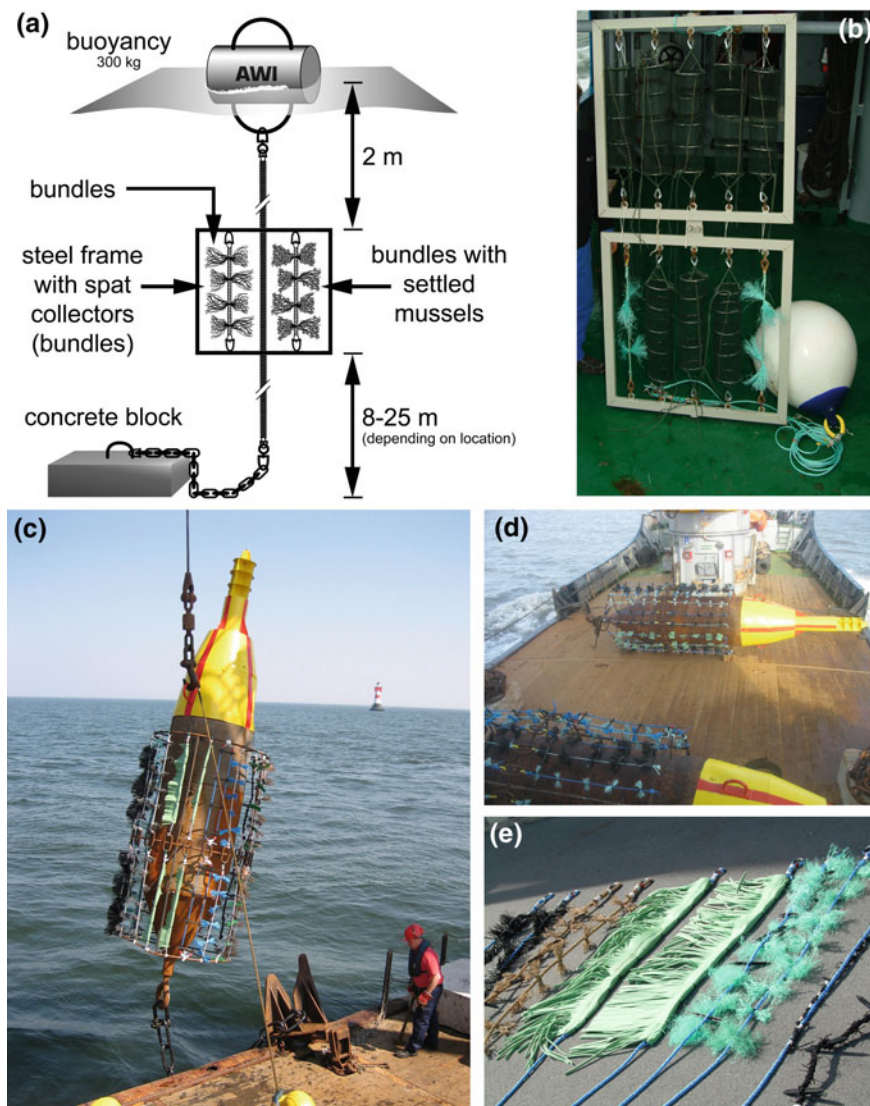 (a)
buoyancy
300 kg
AWI
2 m
bundles
steel frame
with spat
collectors
(bundles)
bundles with
settled
mussels
concrete block
8-25 m
(depending on location)
(b)
(c)
(d)
(e)